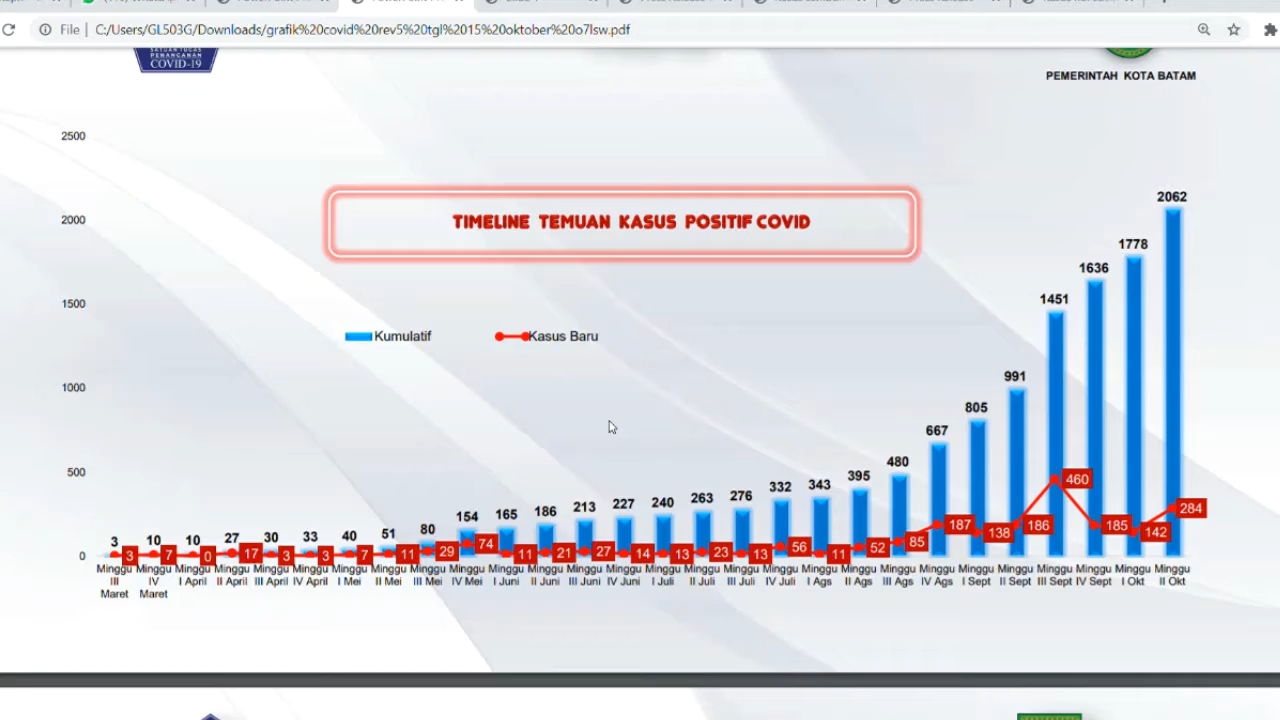 File | C:/Users/GL503G/Downloads/grafik%20covid%20rev5%20tgl%2015%20oktober%20o7lsw.pdf
SATUAN TUGAS
PENANGANAN
COVID-19
PEMERINTAH KOTA BATAM
TIMELINE TEMUAN KASUS POSITIF COVID
Kumulatif
Kasus Baru
2500
2000
1500
1000
500
0
3 10 10 27 30 33 40 51 80 154 165 186 213 227 240 263 276 332 343 395 480 667 805 991 1451 1636 1778 2062
3 7 0 17 3 3 7 11 29 74 11 21 27 14 13 23 13 56 11 52 85 187 138 186 460 185 142 284
Minggu III Maret
Minggu IV Maret
Minggu I April
Minggu II April
Minggu III April
Minggu IV April
Minggu I Mei
Minggu II Mei
Minggu III Mei
Minggu IV Mei
Minggu I Juni
Minggu II Juni
Minggu III Juni
Minggu IV Juni
Minggu I Juli
Minggu II Juli
Minggu III Juli
Minggu IV Juli
Minggu I Ags
Minggu II Ags
Minggu III Ags
Minggu IV Ags
Minggu I Sept
Minggu II Sept
Minggu III Sept
Minggu IV Sept
Minggu I Okt
Minggu II Okt